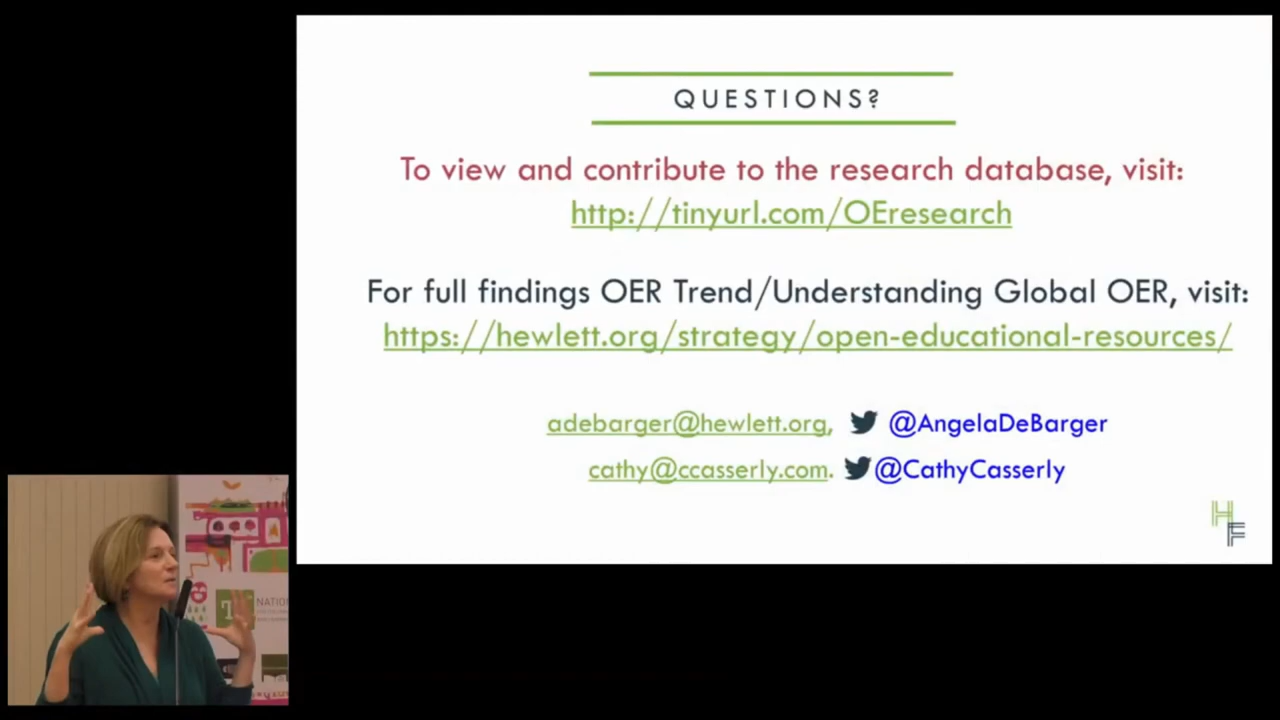 QUESTIONS?
To view and contribute to the research database, visit:
http://tinyurl.com/OEresearch
For full findings OER Trend/Understanding Global OER, visit:
https://hewlett.org/strategy/open-educational-resources/
adebarger@hewlett.org, @AngelaDeBarger
cathy@ccasserly.com. @CathyCasserly
HF